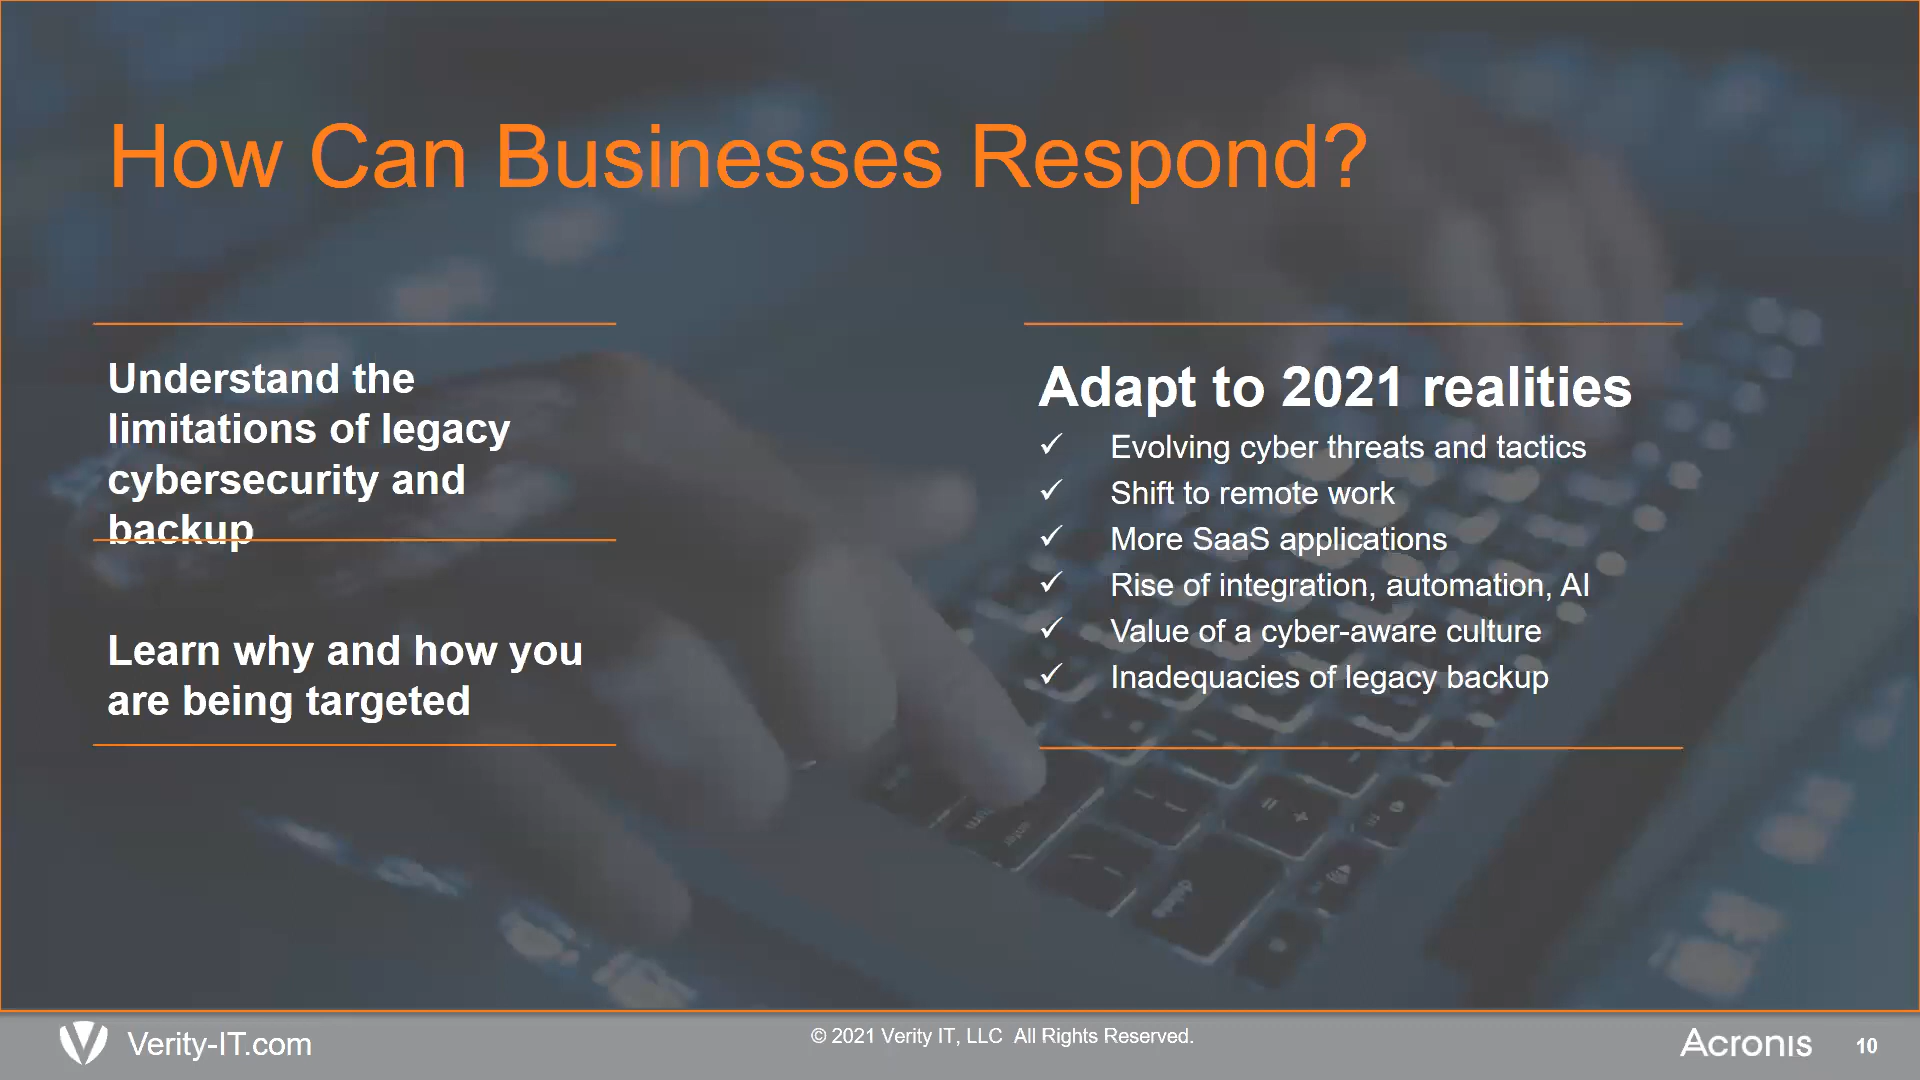 How Can Businesses Respond?
Understand the
limitations of legacy
cybersecurity and
backup
Learn why and how you
are being targeted
Adapt to 2021 realities
✓ Evolving cyber threats and tactics
✓ Shift to remote work
✓ More SaaS applications
✓ Rise of integration, automation, AI
✓ Value of a cyber-aware culture
✓ Inadequacies of legacy backup
Verity-IT.com
© 2021 Verity IT, LLC All Rights Reserved.
Acronis
10